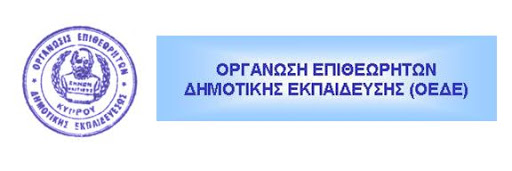 ΟΡΓΑΝΩΣΙΣ ΕΠΙΘΕΩΡΗΤΩΝ
ΚΥΠΡΟΥ
ΔΗΜΟΤΙΚΗΣ ΕΚΠΑΙΔΕΥΣΕΩΣ
ΟΡΓΑΝΩΣΗ ΕΠΙΘΕΩΡΗΤΩΝ
ΔΗΜΟΤΙΚΗΣ ΕΚΠΑΙΔΕΥΣΗΣ (ΟΕΔΕ)